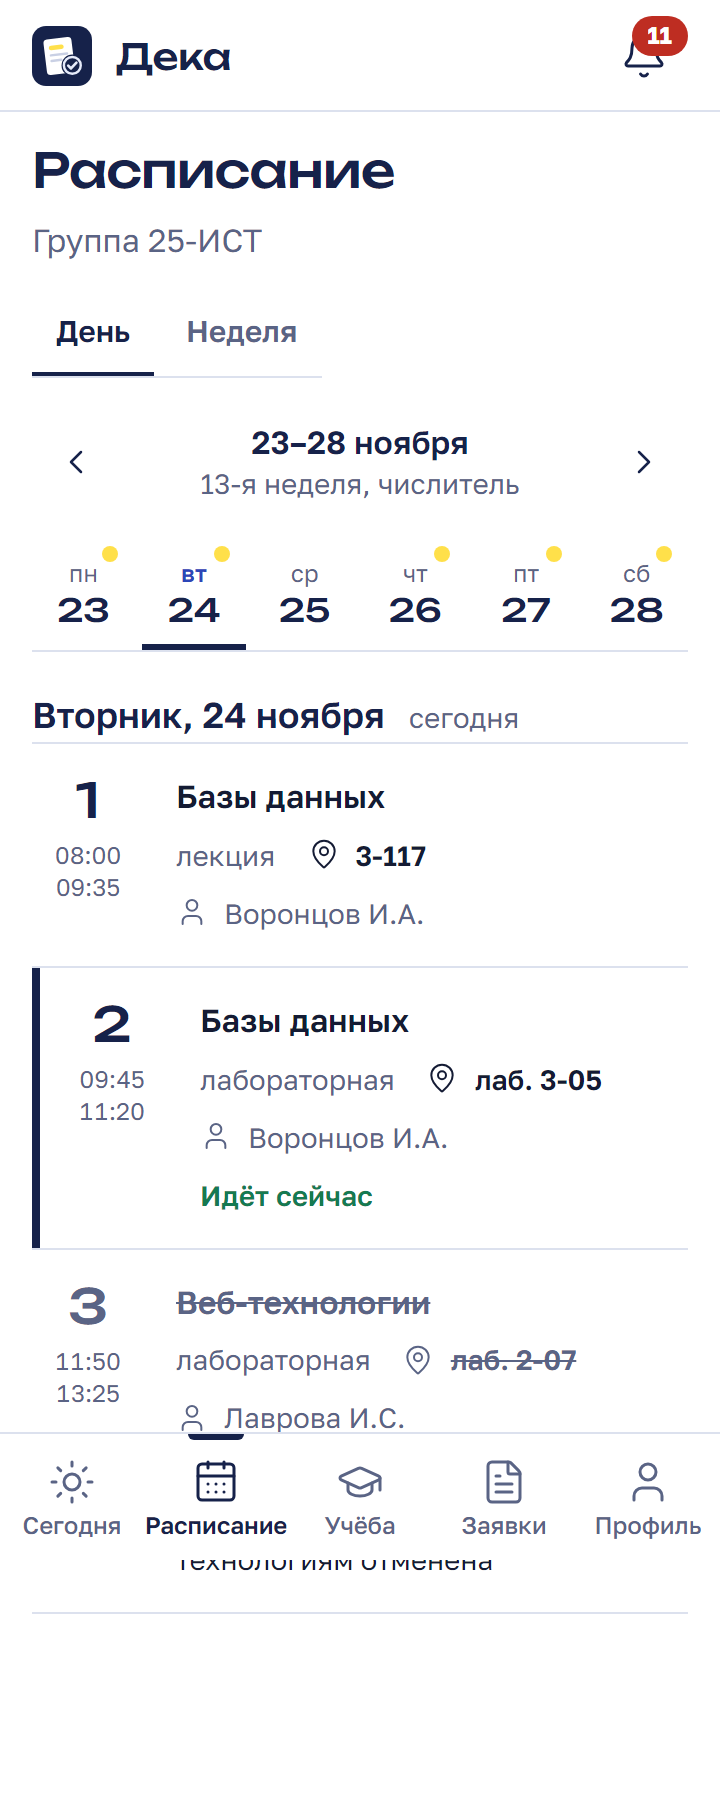 Дека
11
Расписание
Группа 25-ИСТ
День Неделя
23–28 ноября
13-я неделя, числитель
пн вт ср чт пт сб
23 24 25 26 27 28
Вторник, 24 ноября сегодня
1 Базы данных
08:00 лекция 3-117
09:35
Воронцов И.А.
2 Базы данных
09:45 лабораторная лаб. 3-05
11:20
Воронцов И.А.
Идёт сейчас
3 Веб-технологии
11:50 лабораторная лаб. 2-07
13:25
Лаврова И.С.
Сегодня Расписание Учёба Заявки Профиль
технологиям отменена